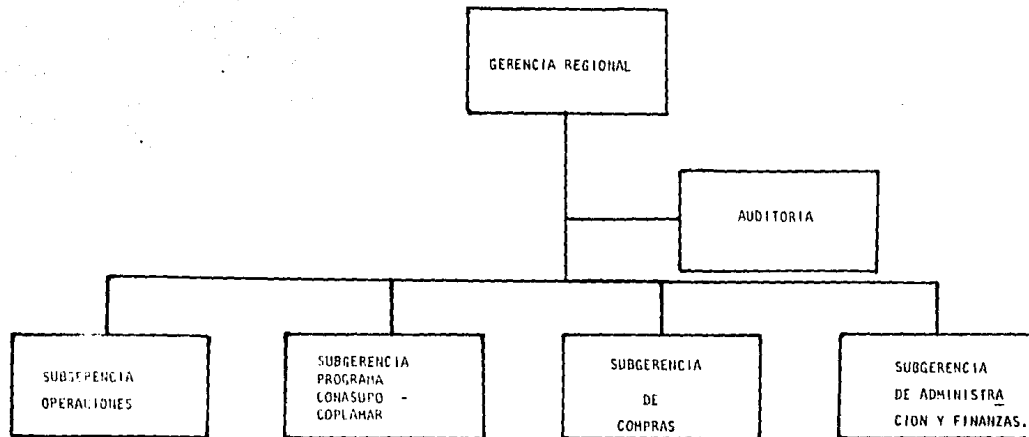 GERENCIA REGIONAL
AUDITORIA
SUBGERENCIA
OPERACIONES
SUBGERENCIA
PROGRAMA
CONASUPO -
COPLAMAR
SUBGERENCIA
DE
COMPRAS
SUBGERENCIA
DE ADMINISTRA
CION Y FINANZAS.